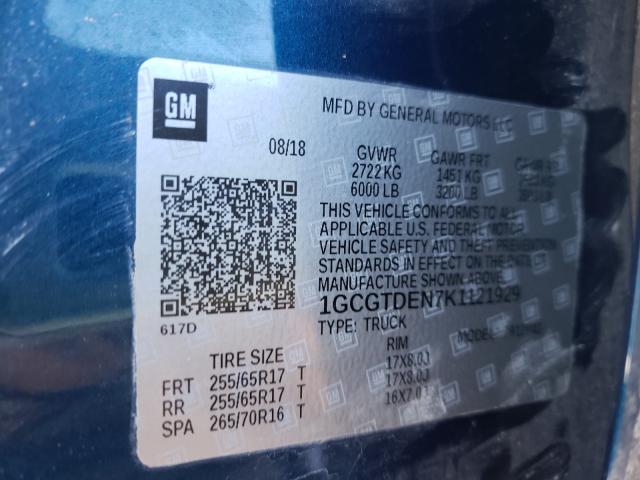 GM
MFD BY GENERAL MOTORS LLC
08/18 GVWR GAWR FRT GAWR RR
2722 KG 1451 KG
6000 LB 3200 LB
THIS VEHICLE CONFORMS TO ALL
APPLICABLE U.S. FEDERAL MOTOR
VEHICLE SAFETY AND THEFT PREVENTION
STANDARDS IN EFFECT ON THE DATE OF
MANUFACTURE SHOWN ABOVE.
1GCGTDEN7K1121929
617D TYPE: TRUCK MODEL:
TIRE SIZE RIM
FRT 255/65R17 T 17X8.0J
RR 255/65R17 T 17X8.0J
SPA 265/70R16 T 16X7.0J